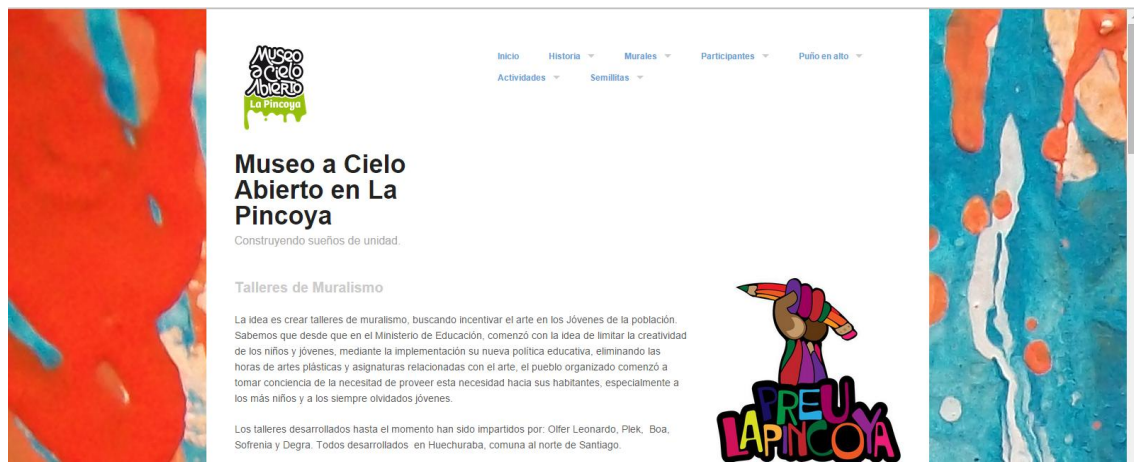 Museo
a Cielo
Abierto
La Pincoya
Inicio Historia Murales Participantes Puño en alto
Actividades Semillitas
Museo a Cielo
Abierto en La
Pincoya
Construyendo sueños de unidad.
Talleres de Muralismo
La idea es crear talleres de muralismo, buscando incentivar el arte en los Jóvenes de la población.
Sabemos que desde que en el Ministerio de Educación, comenzó con la idea de limitar la creatividad
de los niños y jóvenes, mediante la implementación su nueva política educativa, eliminando las
horas de artes plásticas y asignaturas relacionadas con el arte, el pueblo organizado comenzó a
tomar conciencia de la necesitad de proveer esta necesidad hacia sus habitantes, especialmente a
los más niños y a los siempre olvidados jóvenes.
Los talleres desarrollados hasta el momento han sido impartidos por: Olfer Leonardo, Plek, Boa,
Sofrenia y Degra. Todos desarrollados en Huechuraba, comuna al norte de Santiago.
PREU
LAPINCOYA